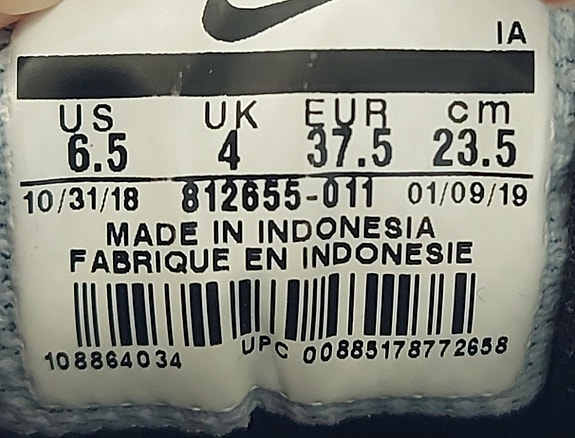 IA
US UK EUR cm
6.5 4 37.5 23.5
10/31/18 812655-011 01/09/19
MADE IN INDONESIA
FABRIQUE EN INDONESIE
108864034 UPC 00885178772658